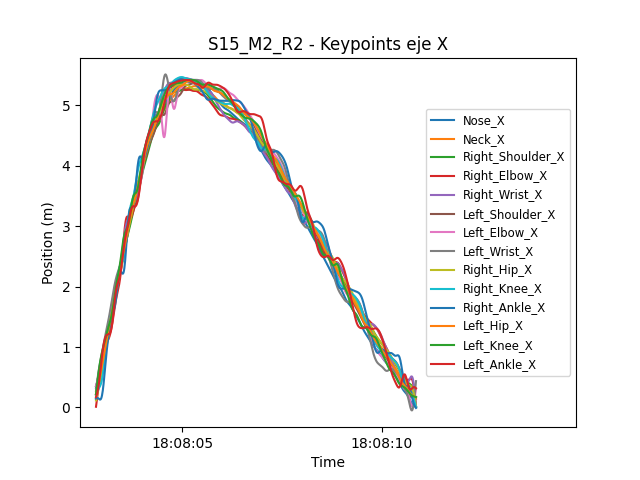 S15_M2_R2 - Keypoints eje X
Position (m)
5
4
3
2
1
0
18:08:05
18:08:10
Time
Nose_X
Neck_X
Right_Shoulder_X
Right_Elbow_X
Right_Wrist_X
Left_Shoulder_X
Left_Elbow_X
Left_Wrist_X
Right_Hip_X
Right_Knee_X
Right_Ankle_X
Left_Hip_X
Left_Knee_X
Left_Ankle_X